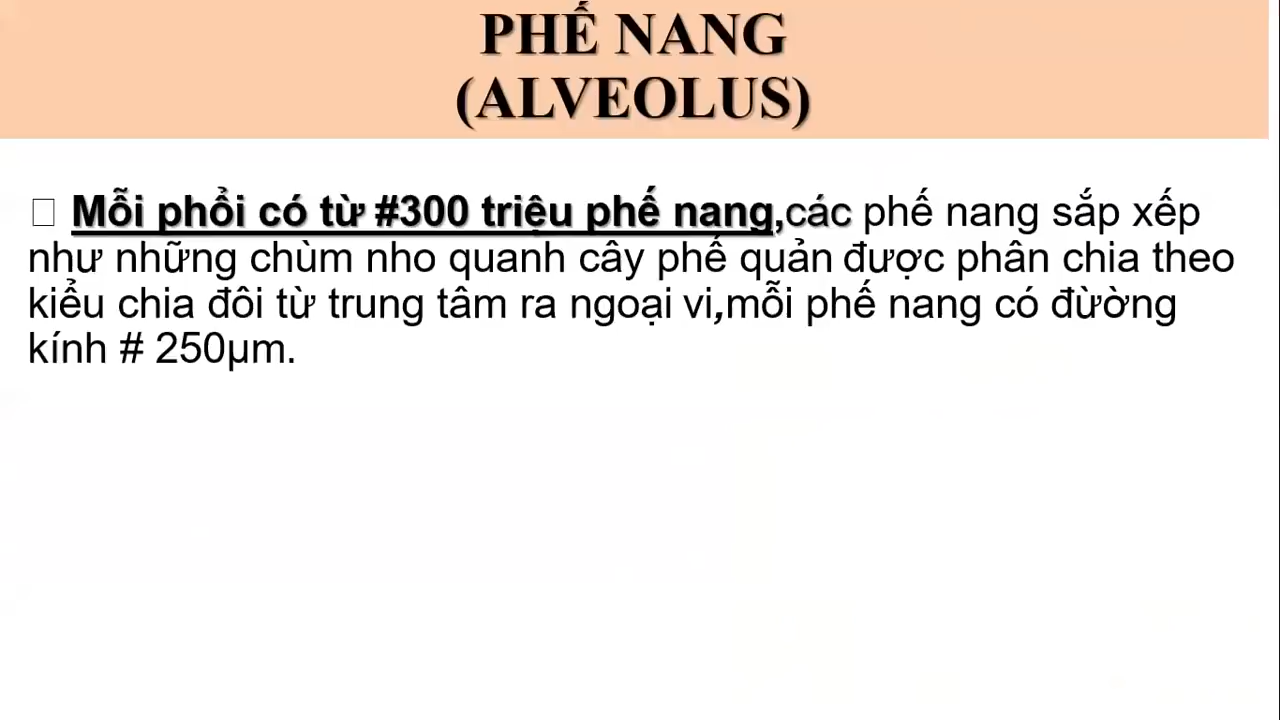 PHẾ NANG
(ALVEOLUS)
Mỗi phổi có từ #300 triệu phế nang,các phế nang sắp xếp
như những chùm nho quanh cây phế quản được phân chia theo
kiểu chia đôi từ trung tâm ra ngoại vi,mỗi phế nang có đừờng
kính # 250µm.